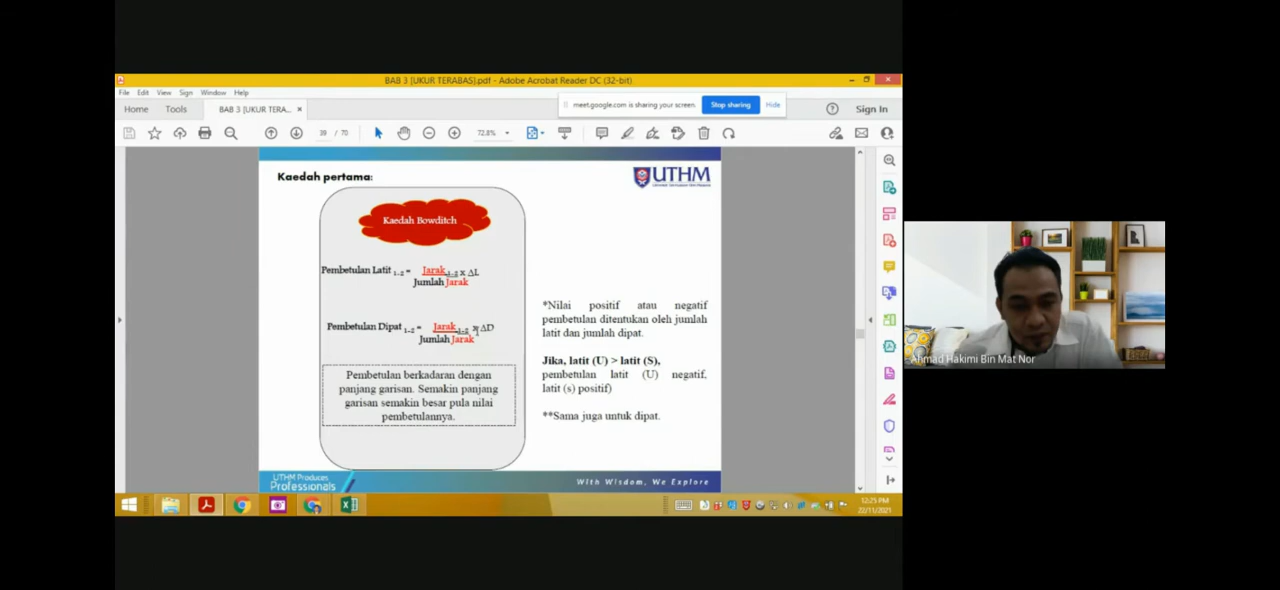 BAB 3 [UKUR TERABAS].pdf - Adobe Acrobat Reader DC (32-bit)
File Edit View Sign Window Help
meet.google.com is sharing your screen. Stop sharing Hide
Home Tools BAB 3 [UKUR TERA... × Sign In
39 / 70 72.8%
Kaedah pertama:
UTHM
Kaedah Bowditch
Pembetulan Latit 1-2 = Jarak 1-2 x ΔL
Jumlah Jarak
Pembetulan Dipat 1-2 = Jarak 1-2 x ΔD
Jumlah Jarak
Pembetulan berkadaran dengan
panjang garisan. Semakin panjang
garisan semakin besar pula nilai
pembetulannya.
*Nilai positif atau negatif
pembetulan ditentukan oleh jumlah
latit dan jumlah dipat.
Jika, latit (U) > latit (S),
pembetulan latit (U) negatif,
latit (s) positif)
**Sama juga untuk dipat.
UTHM Produces
Professionals
With Wisdom, We Explore
12:25 PM
22/11/2021
Ahmad Hakimi Bin Mat Nor